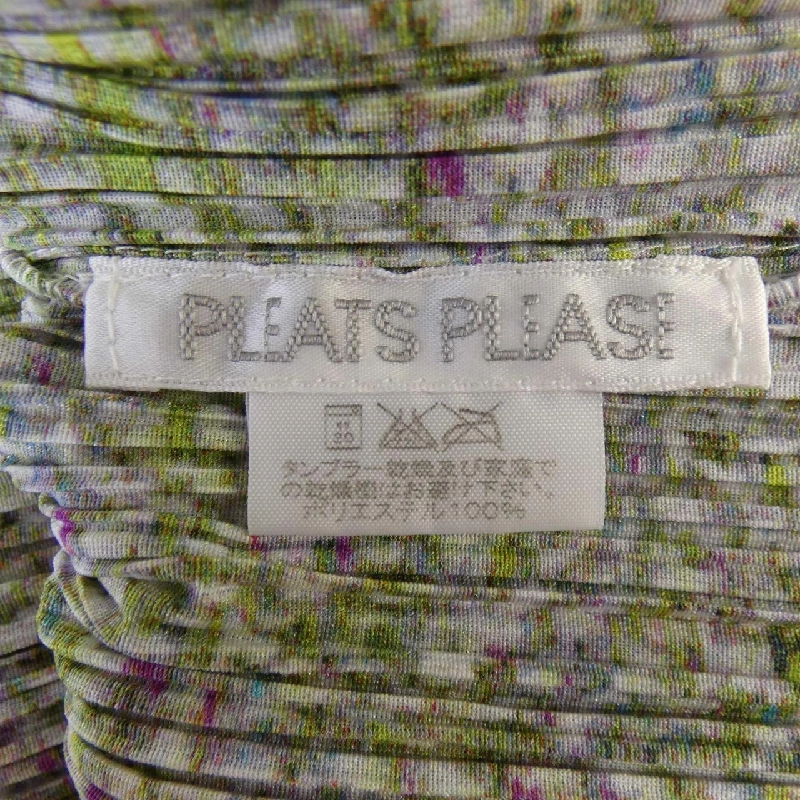 PLEATS PLEASE
タンブラー乾燥及び家庭で
の乾燥機はお避け下さい。
ポリエステル100%